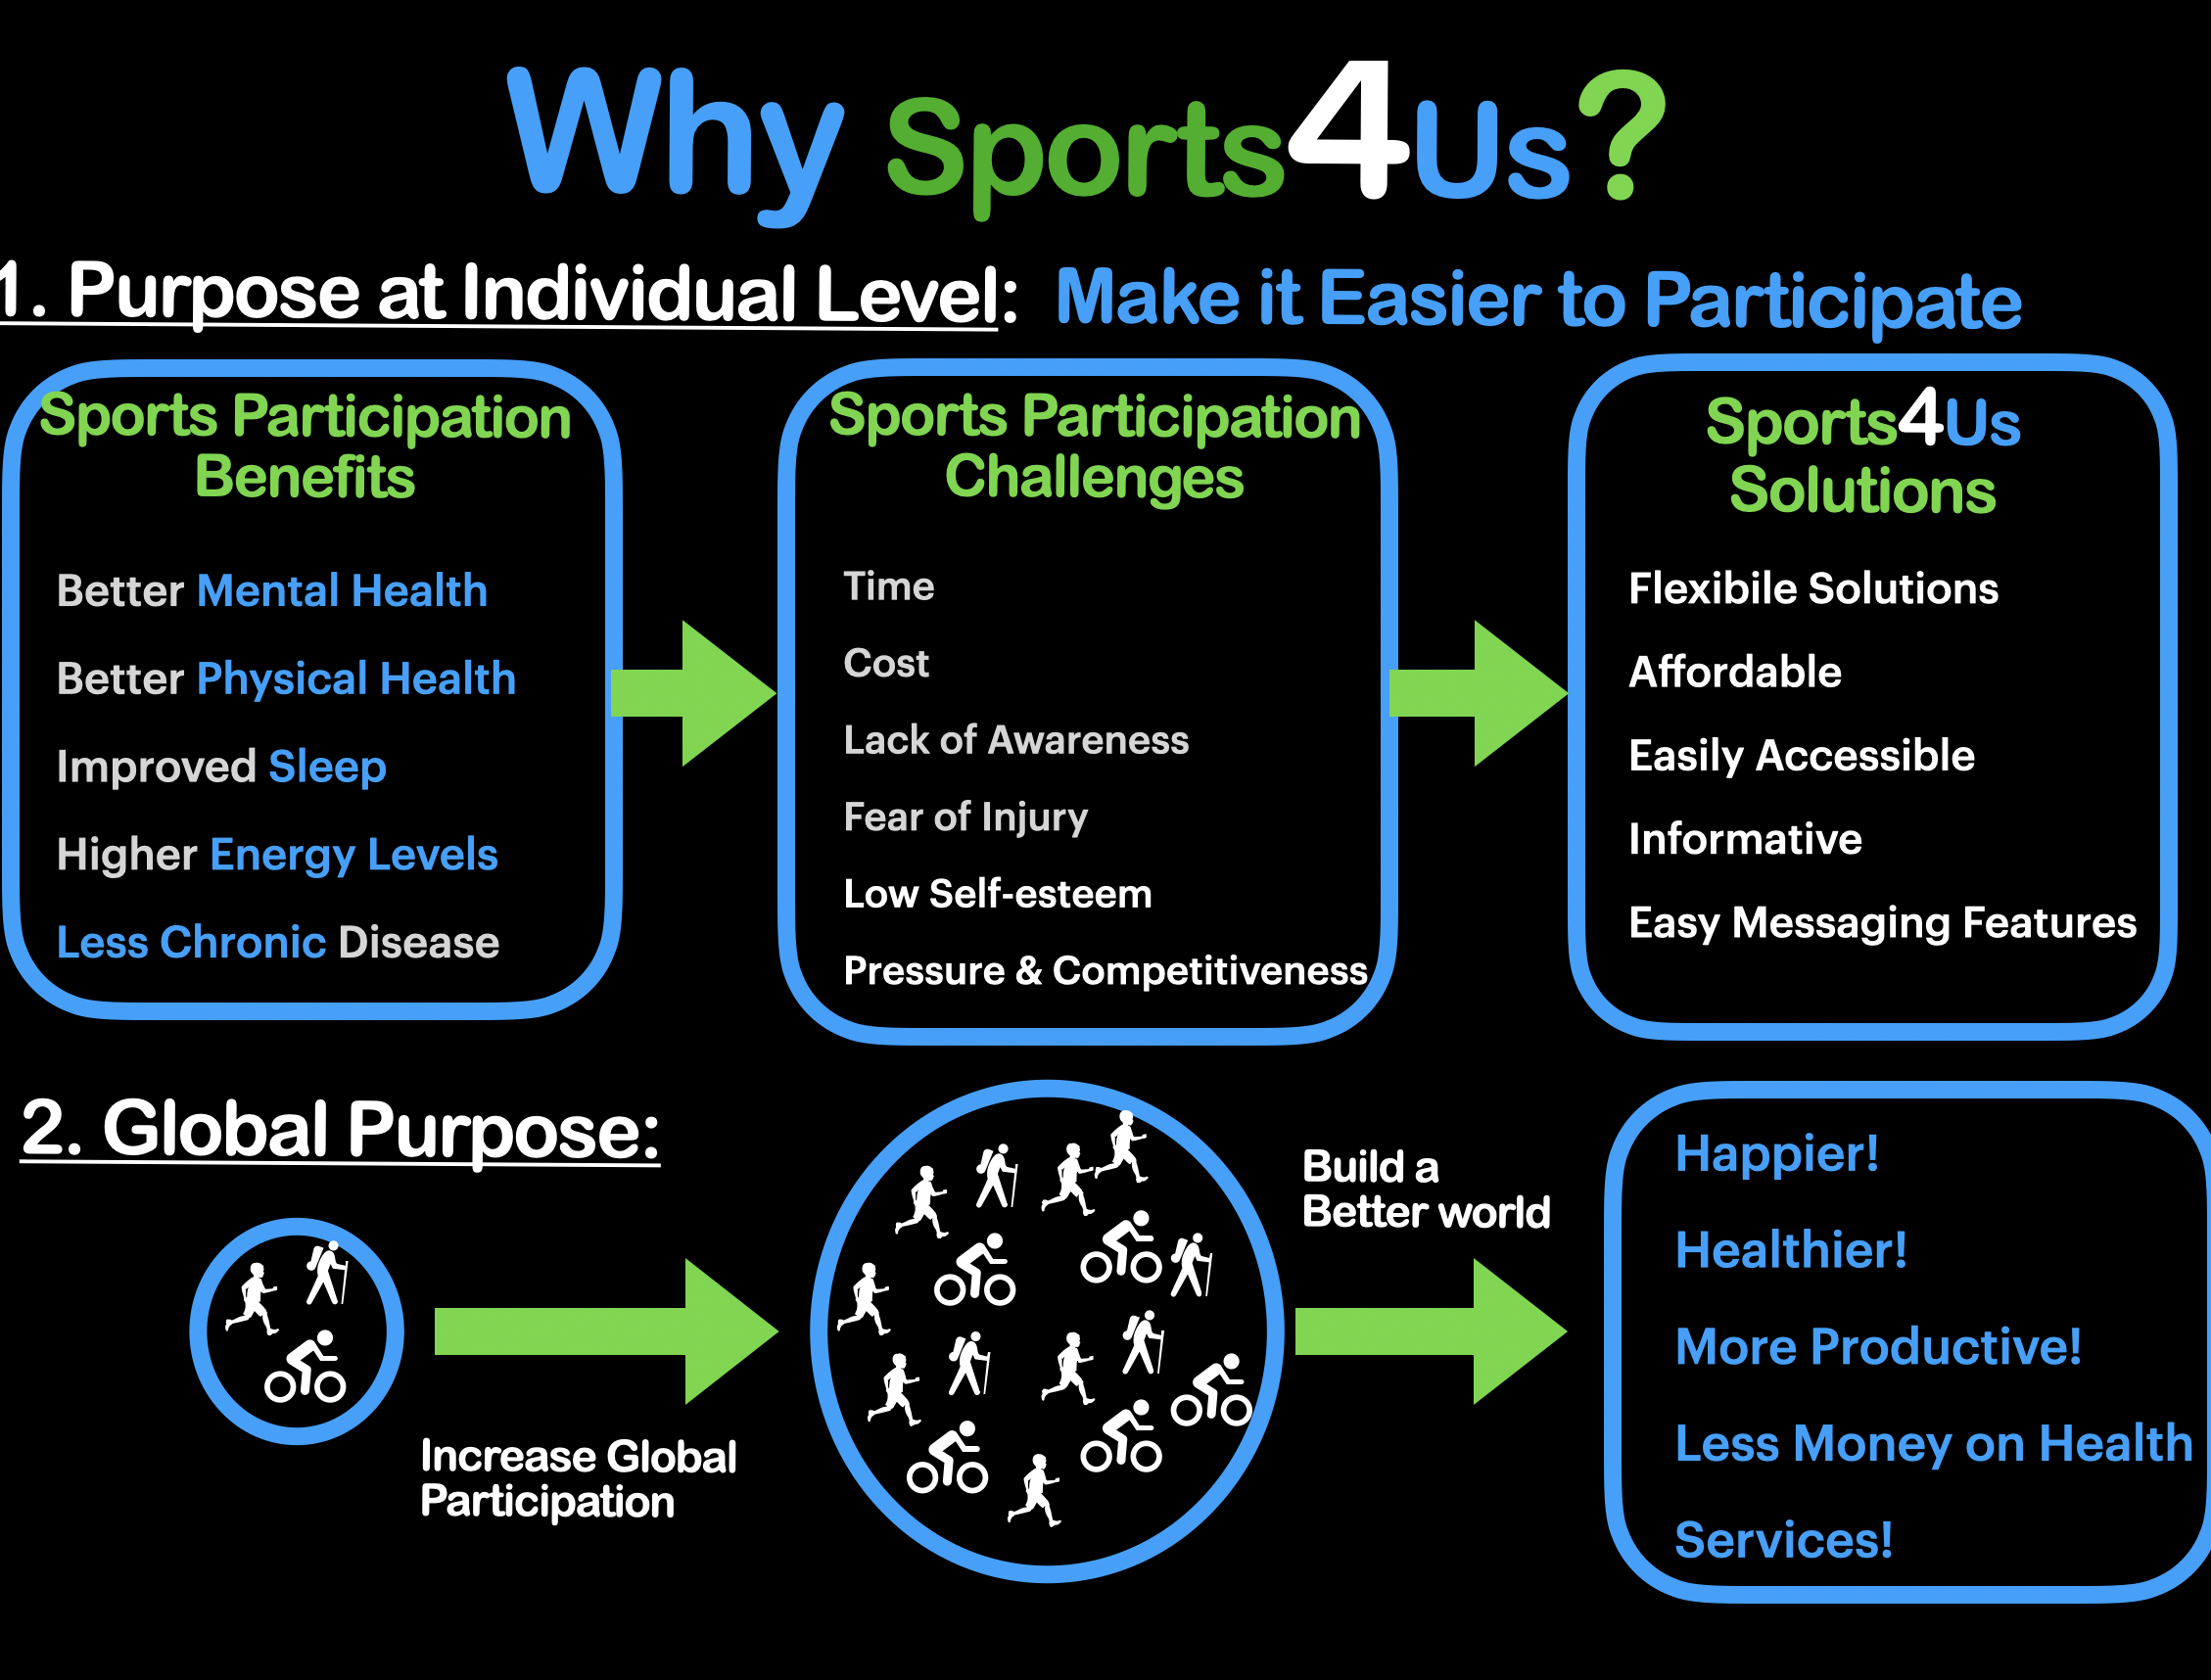 Why Sports4Us?
1. Purpose at Individual Level: Make it Easier to Participate
Sports Participation
Benefits
Better Mental Health
Better Physical Health
Improved Sleep
Higher Energy Levels
Less Chronic Disease
Sports Participation
Challenges
Time
Cost
Lack of Awareness
Fear of Injury
Low Self-esteem
Pressure & Competitiveness
Sports4Us
Solutions
Flexibile Solutions
Affordable
Easily Accessible
Informative
Easy Messaging Features
2. Global Purpose:
Increase Global
Participation
Build a
Better world
Happier!
Healthier!
More Productive!
Less Money on Health
Services!